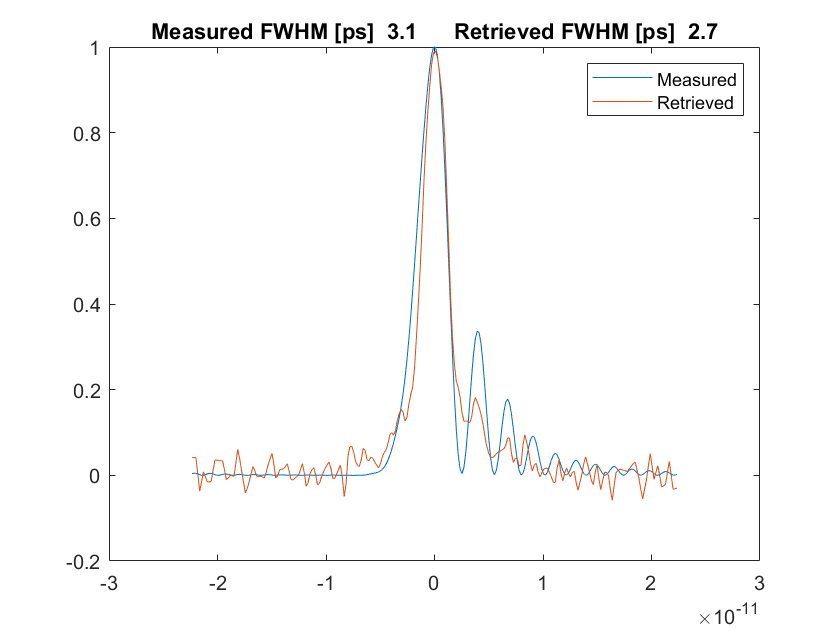 Measured FWHM [ps]  3.1      Retrieved FWHM [ps]  2.7
Measured
Retrieved
1
0.8
0.6
0.4
0.2
0
-0.2
-3 -2 -1 0 1 2 3
×10^-11